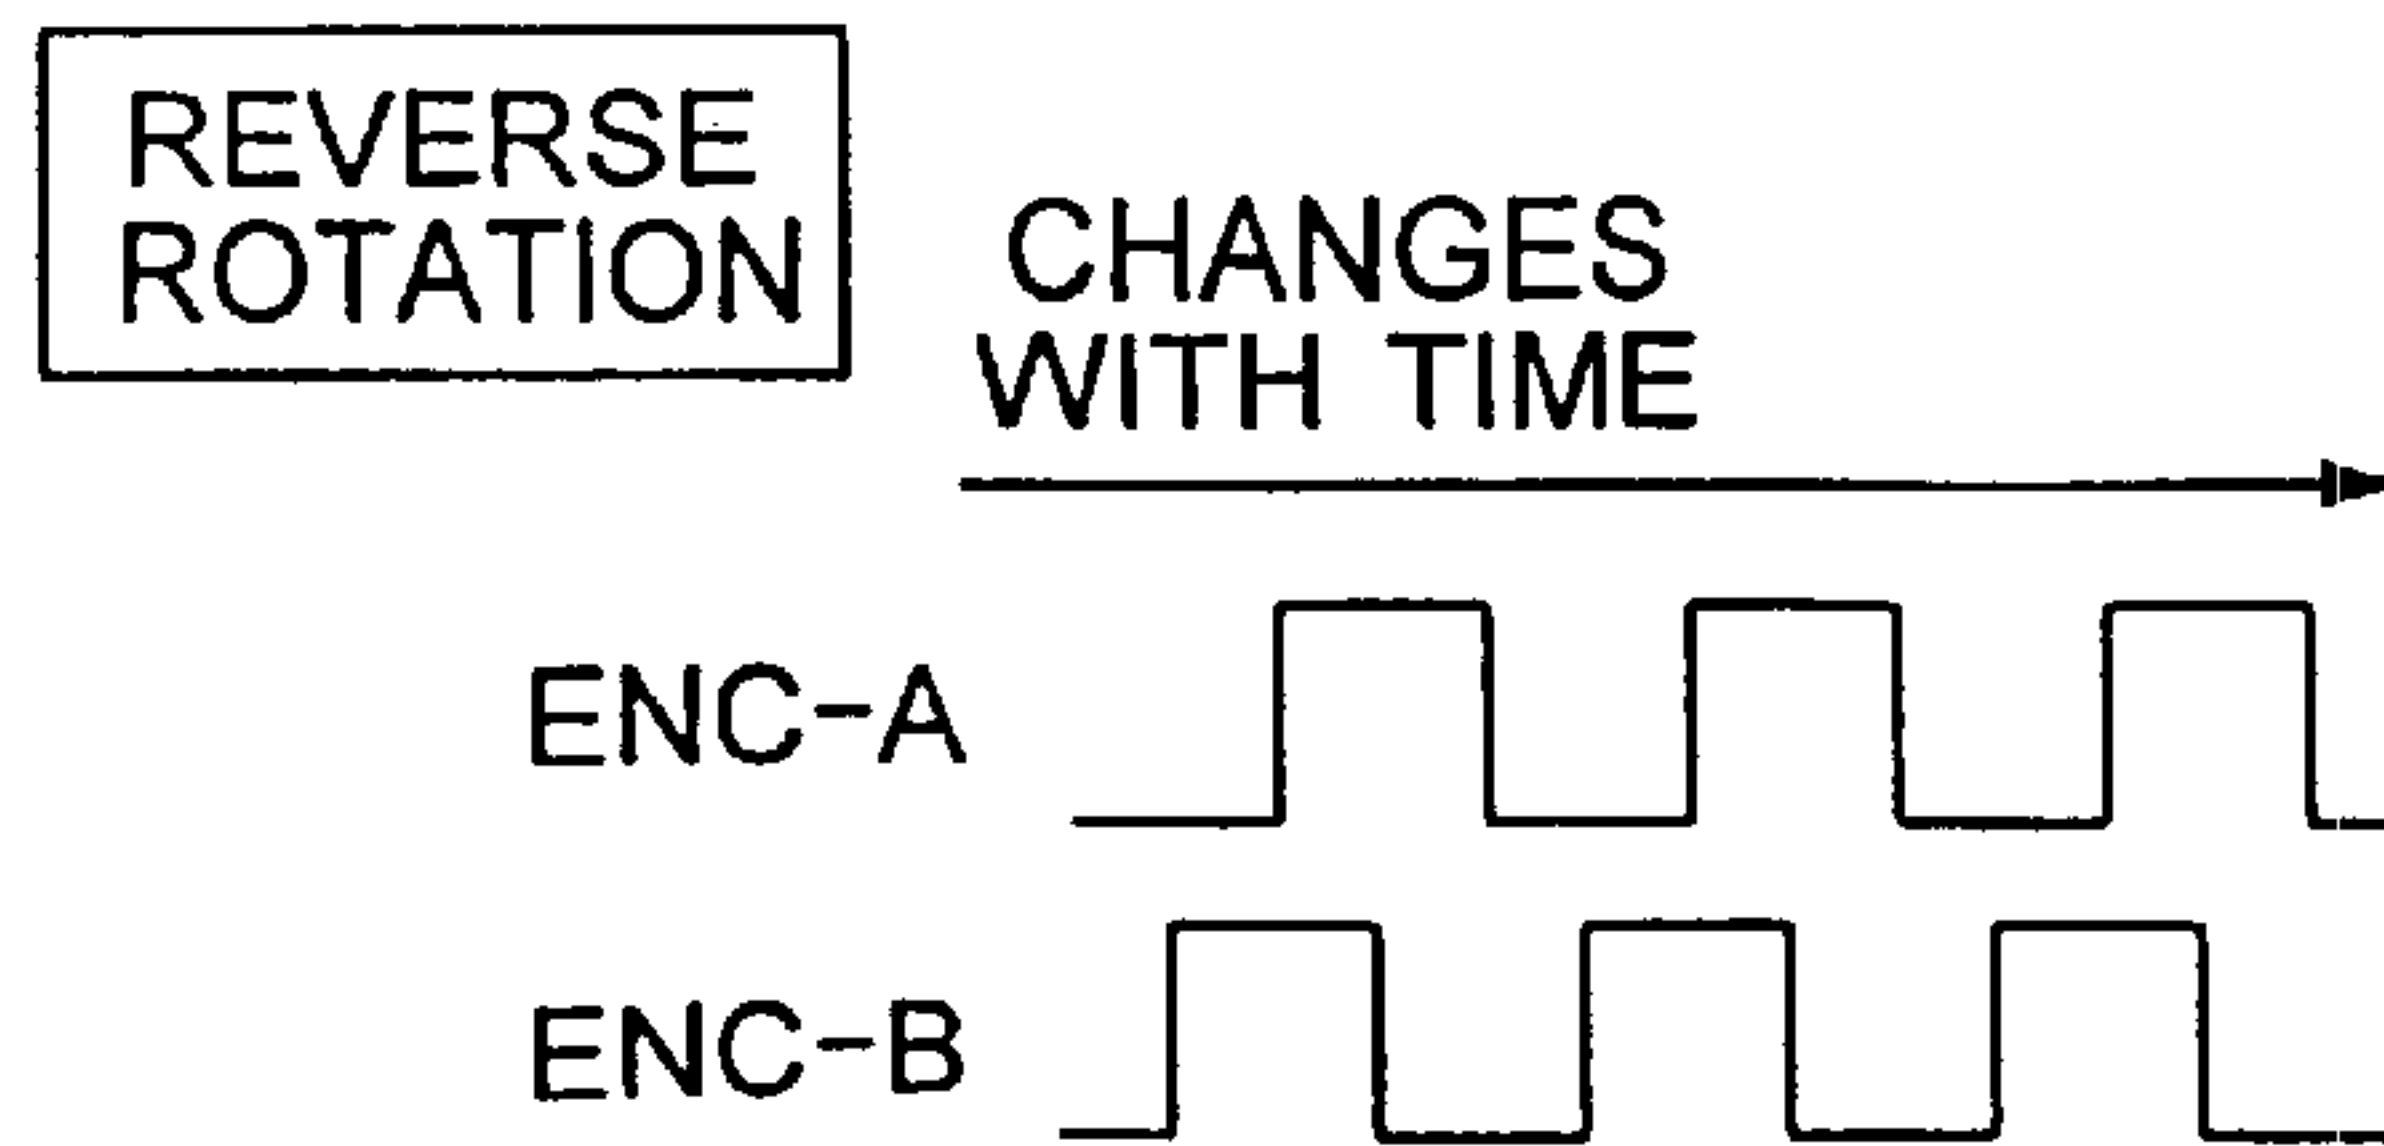 REVERSE
ROTATION
CHANGES
WITH TIME
ENC-A
ENC-B